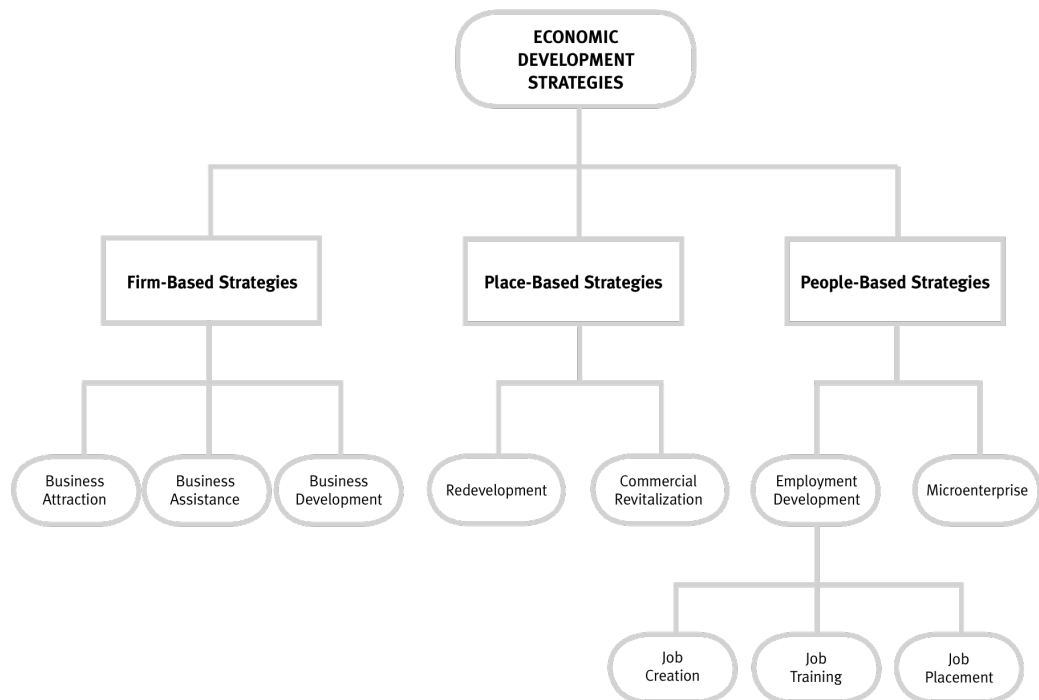 ECONOMIC
DEVELOPMENT
STRATEGIES
Firm-Based Strategies
Place-Based Strategies
People-Based Strategies
Business
Attraction
Business
Assistance
Business
Development
Redevelopment
Commercial
Revitalization
Employment
Development
Microenterprise
Job
Creation
Job
Training
Job
Placement